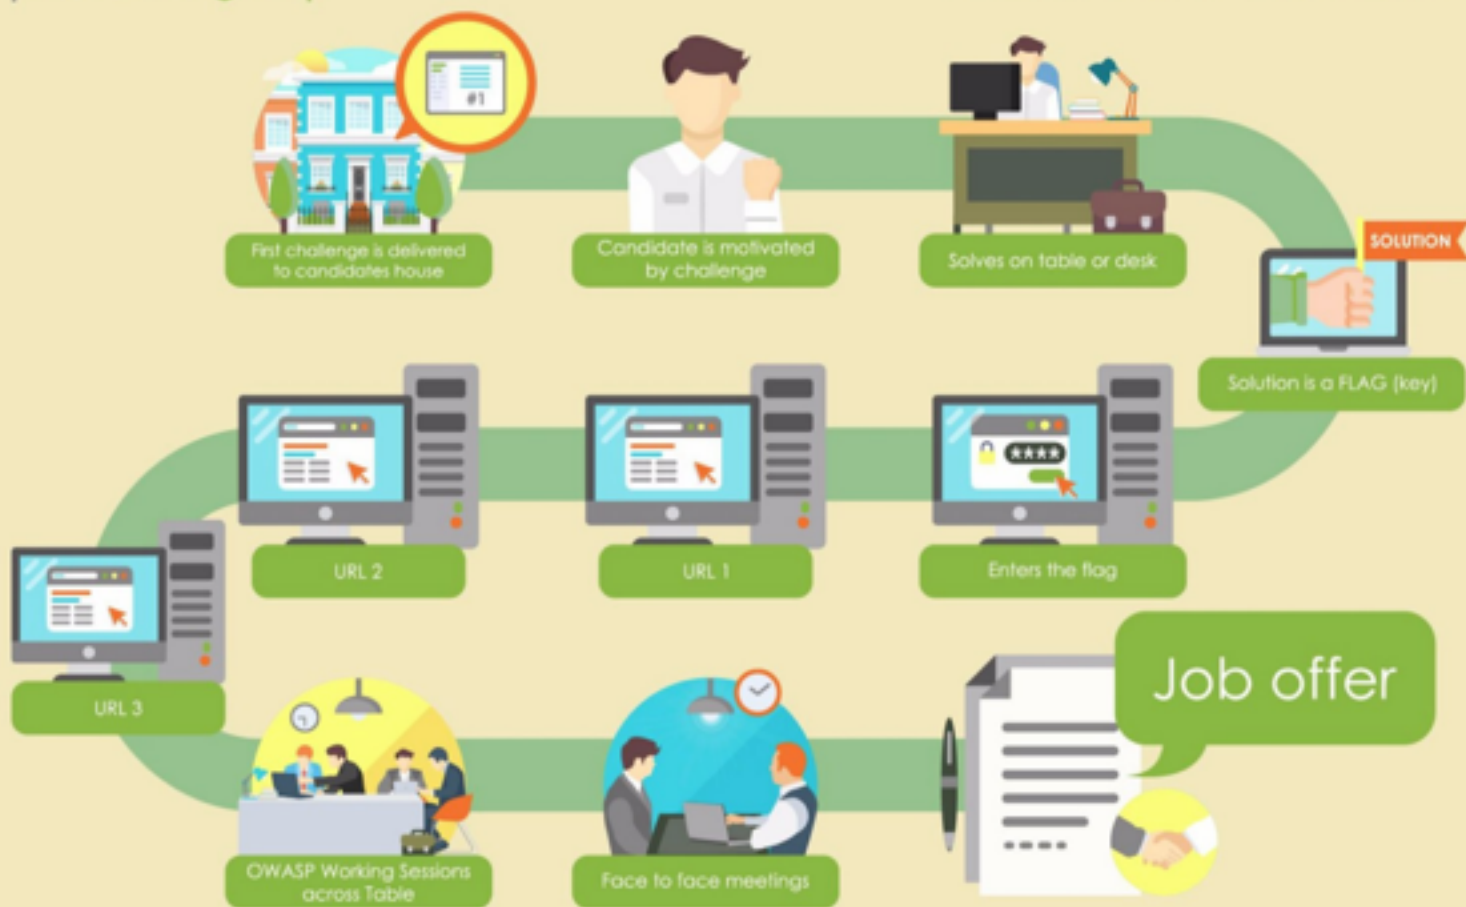 #1
First challenge is delivered
to candidates house
Candidate is motivated
by challenge
Solves on table or desk
SOLUTION
Solution is a FLAG (key)
Enters the flag
URL 1
URL 2
URL 3
OWASP Working Sessions
across Table
Face to face meetings
Job offer